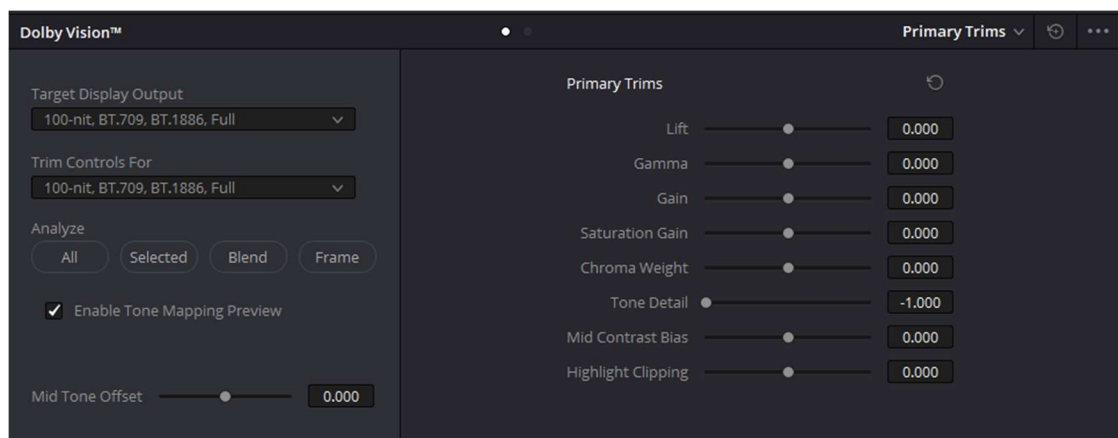 Dolby Vision™
Primary Trims
Target Display Output
100-nit, BT.709, BT.1886, Full
Trim Controls For
100-nit, BT.709, BT.1886, Full
Analyze
All Selected Blend Frame
Enable Tone Mapping Preview
Mid Tone Offset 0.000
Primary Trims
Lift 0.000
Gamma 0.000
Gain 0.000
Saturation Gain 0.000
Chroma Weight 0.000
Tone Detail -1.000
Mid Contrast Bias 0.000
Highlight Clipping 0.000